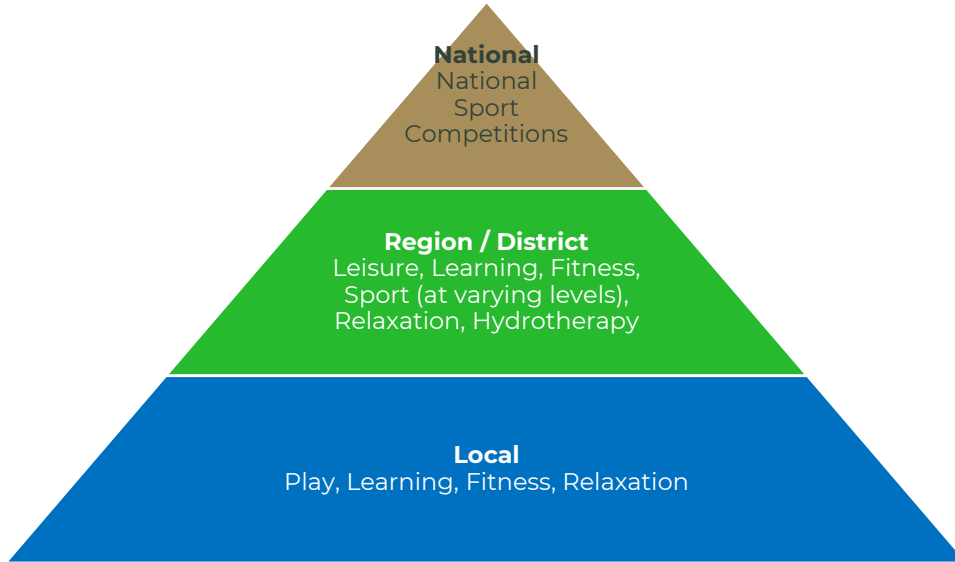 National
National
Sport
Competitions
Region / District
Leisure, Learning, Fitness,
Sport (at varying levels),
Relaxation, Hydrotherapy
Local
Play, Learning, Fitness, Relaxation